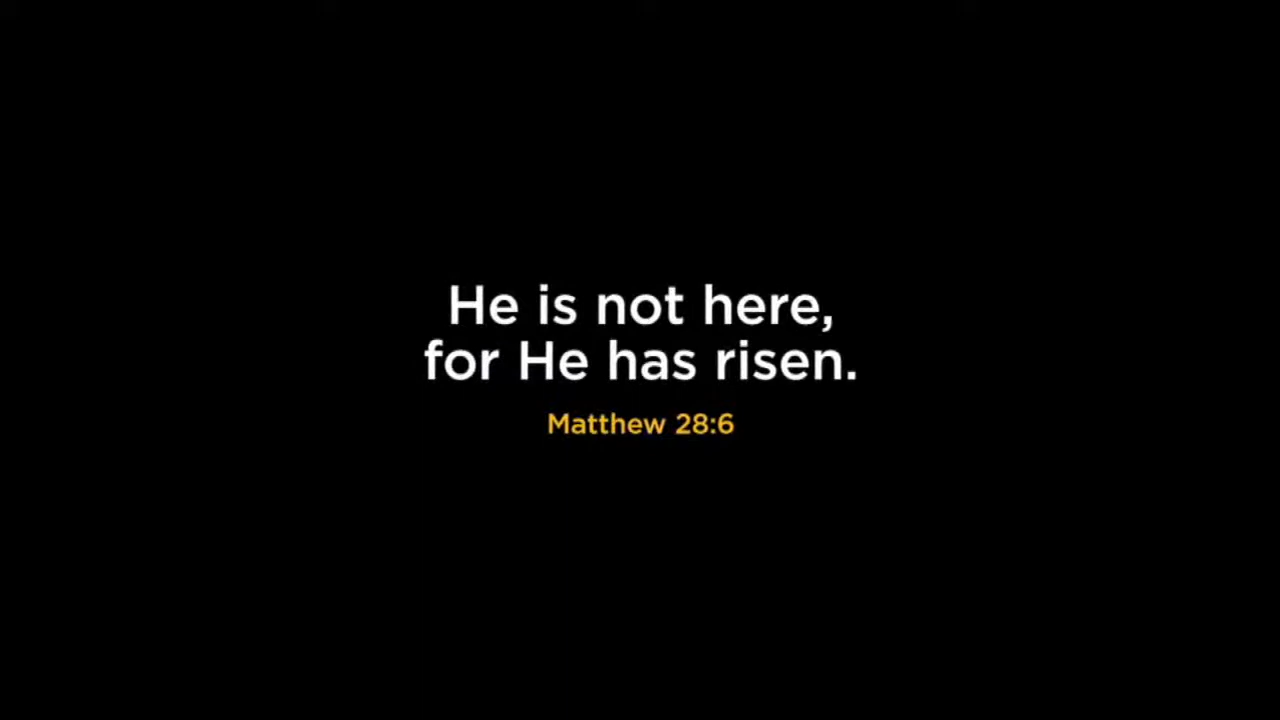 He is not here,
for He has risen.
Matthew 28:6